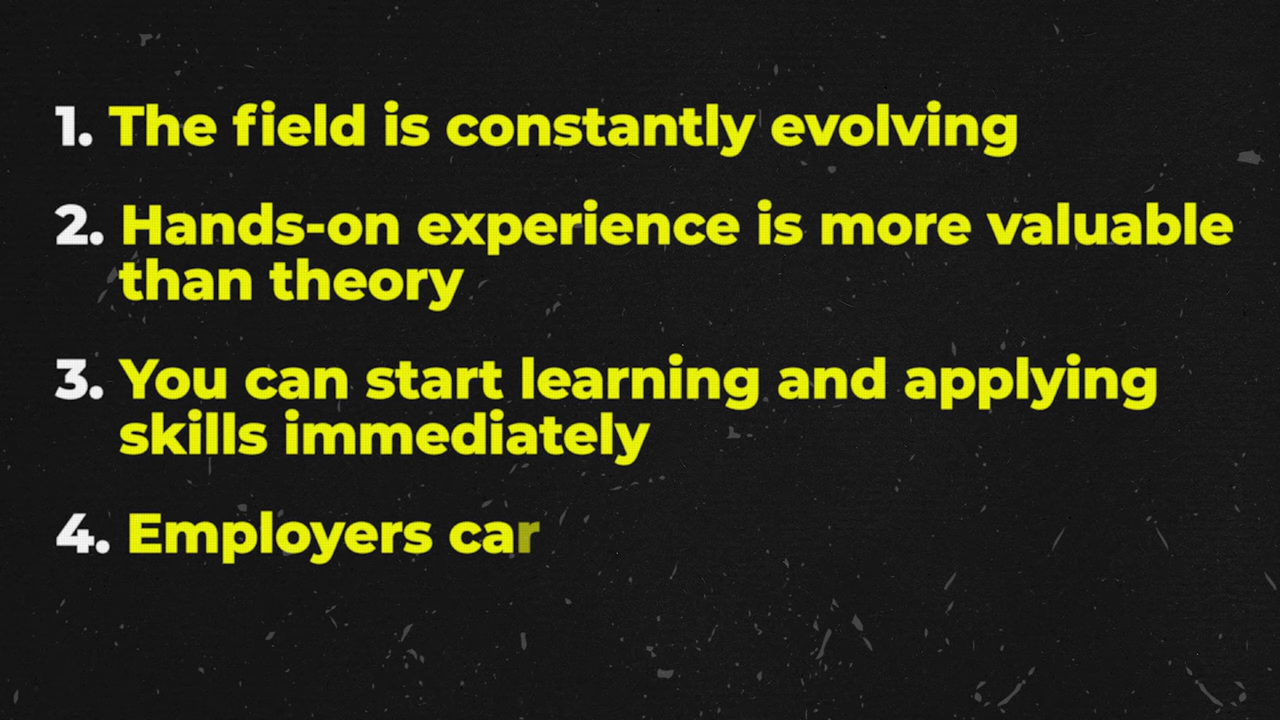 1. The field is constantly evolving
2. Hands-on experience is more valuable
than theory
3. You can start learning and applying
skills immediately
4. Employers car